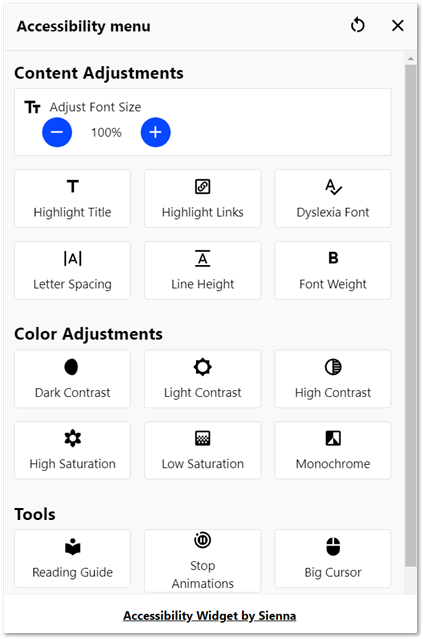 Accessibility menu
Content Adjustments
Adjust Font Size
100%
Highlight Title Highlight Links Dyslexia Font
Letter Spacing Line Height Font Weight
Color Adjustments
Dark Contrast Light Contrast High Contrast
High Saturation Low Saturation Monochrome
Tools
Reading Guide Stop Animations Big Cursor
Accessibility Widget by Sienna